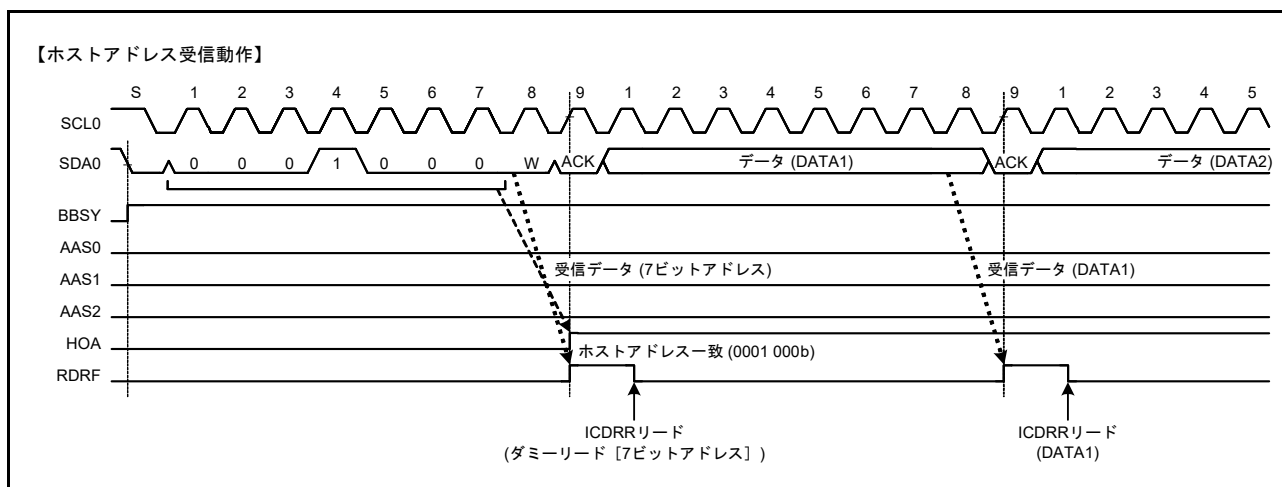 【ホストアドレス受信動作】
S 1 2 3 4 5 6 7 8 9 1 2 3 4 5 6 7 8 9 1 2 3 4 5
SCL0
SDA0 0 0 0 1 0 0 0 W ACK データ (DATA1) ACK データ (DATA2)
BBSY
AAS0
AAS1 受信データ (7ビットアドレス) 受信データ (DATA1)
AAS2
HOA ホストアドレス一致 (0001 000b)
RDRF
ICDRRリード ICDRRリード
(ダミーリード［7ビットアドレス］) (DATA1)